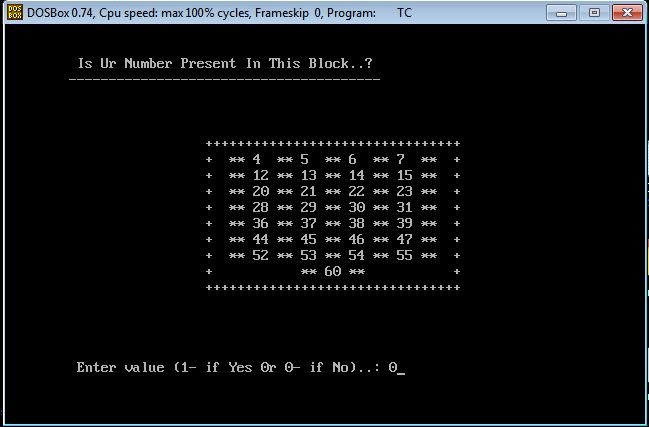 DOSBox 0.74, Cpu speed: max 100% cycles, Frameskip 0, Program: TC
Is Ur Number Present In This Block..?
---------------------------------------
++++++++++++++++++++++++++++++++
+ ** 4 ** 5 ** 6 ** 7 ** +
+ ** 12 ** 13 ** 14 ** 15 ** +
+ ** 20 ** 21 ** 22 ** 23 ** +
+ ** 28 ** 29 ** 30 ** 31 ** +
+ ** 36 ** 37 ** 38 ** 39 ** +
+ ** 44 ** 45 ** 46 ** 47 ** +
+ ** 52 ** 53 ** 54 ** 55 ** +
+ ** 60 ** +
++++++++++++++++++++++++++++++++
Enter value (1- if Yes Or 0- if No)..: 0_